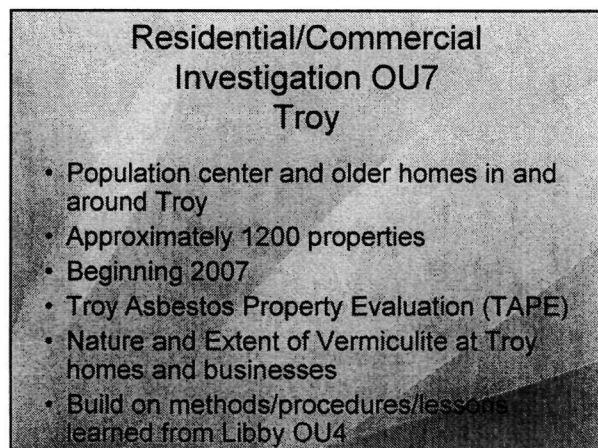 Residential/Commercial
Investigation OU7
Troy
• Population center and older homes in and
around Troy
• Approximately 1200 properties
• Beginning 2007
• Troy Asbestos Property Evaluation (TAPE)
• Nature and Extent of Vermiculite at Troy
homes and businesses
• Build on methods/procedures/lessons
learned from Libby OU4